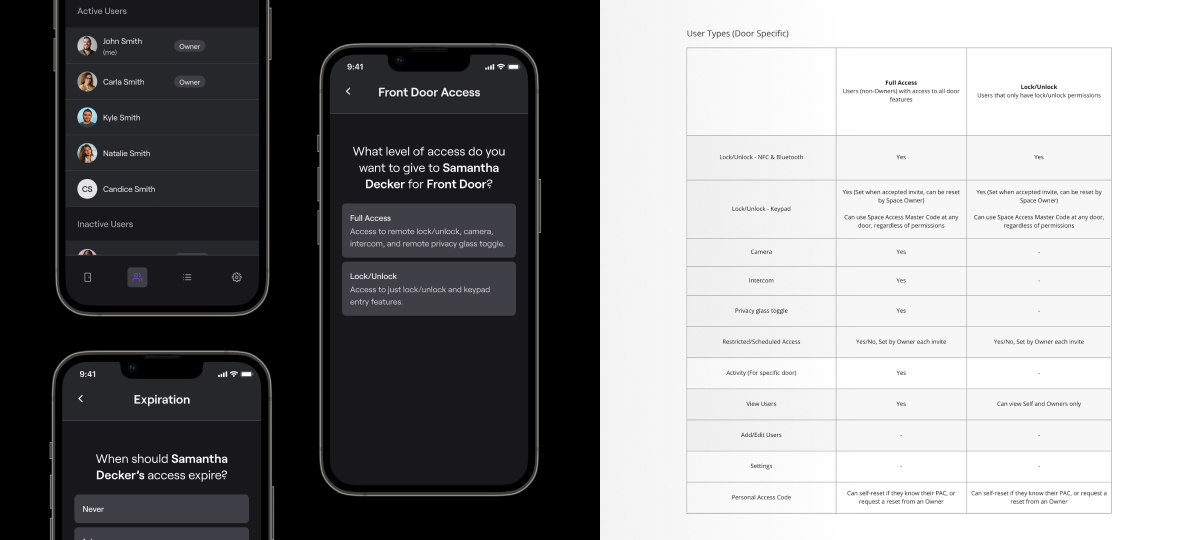 Active Users
John Smith
(me)
Owner
Carla Smith
Owner
Kyle Smith
Natalie Smith
CS
Candice Smith
Inactive Users
9:41
Expiration
When should Samantha
Decker's access expire?
Never
9:41
Front Door Access
What level of access do you
want to give to Samantha
Decker for Front Door?
Full Access
Access to remote lock/unlock, camera,
intercom, and remote privacy glass toggle.
Lock/Unlock
Access to just lock/unlock and keypad
entry features.
User Types (Door Specific)
Full Access
Users (non-Owners) with access to all door
features
Lock/Unlock
Users that only have lock/unlock permissions
Lock/Unlock - NFC & Bluetooth
Yes
Yes
Lock/Unlock - Keypad
Yes (Set when accepted invite, can be reset
by Space Owner)
Can use Space Access Master Code at any
door, regardless of permissions
Yes (Set when accepted invite, can be reset by
Space Owner)
Can use Space Access Master Code at any door,
regardless of permissions
Camera
Yes
-
Intercom
Yes
-
Privacy glass toggle
Yes
-
Restricted/Scheduled Access
Yes/No, Set by Owner each invite
Yes/No, Set by Owner each invite
Activity (For specific door)
Yes
-
View Users
Yes
Can view Self and Owners only
Add/Edit Users
-
-
Settings
-
-
Personal Access Code
Can self-reset if they know their PAC, or
request a reset from an Owner
Can self-reset if they know their PAC, or request a
reset from an Owner